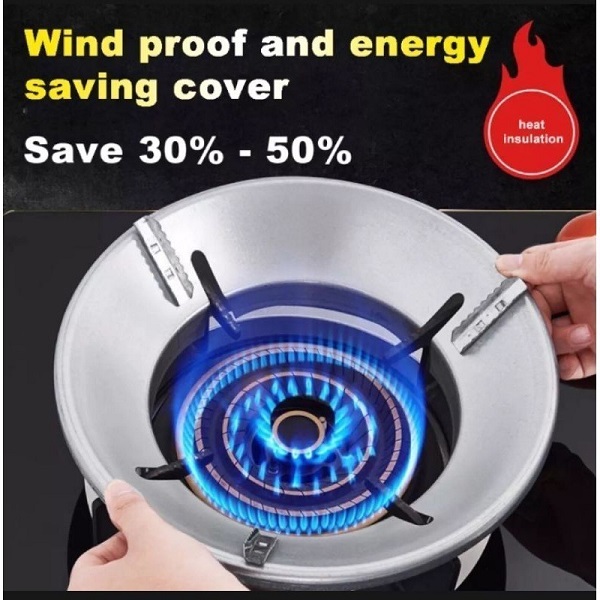 Wind proof and energy
saving cover
Save 30% - 50%
heat
insulation